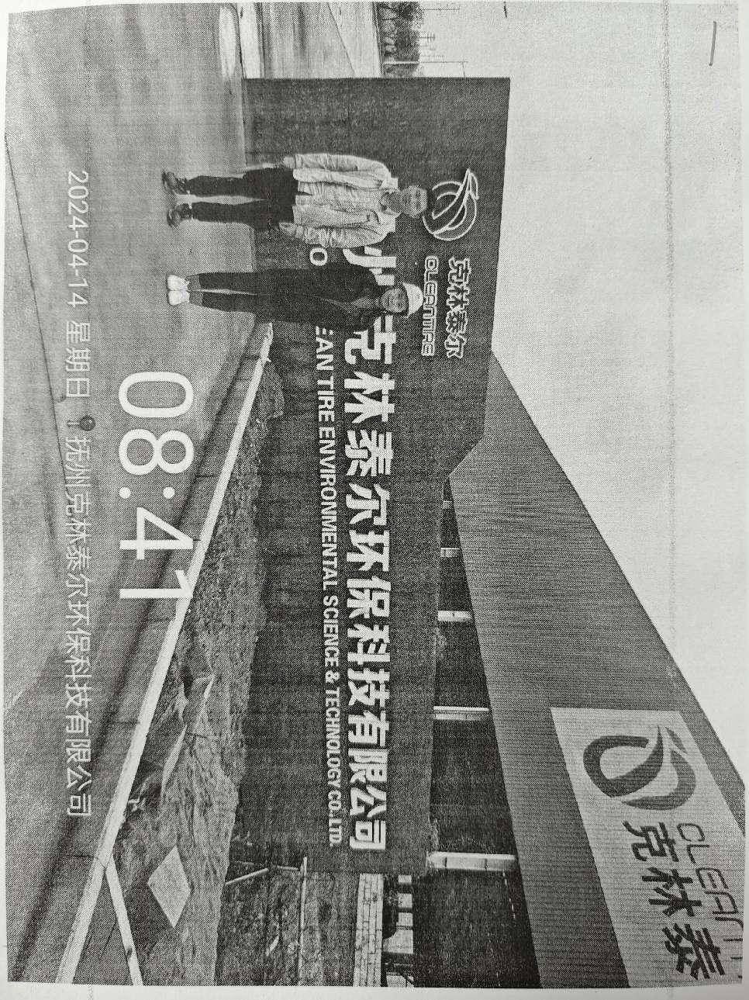 克林泰尔
CLEANTIRE
州克林泰尔环保科技有限公司
O EAN TIRE ENVIRONMENTAL SCIENCE & TECHNOLOGY CO.,LTD.
克林泰
08:41
2024-04-14 星期日 抚州克林泰尔环保科技有限公司